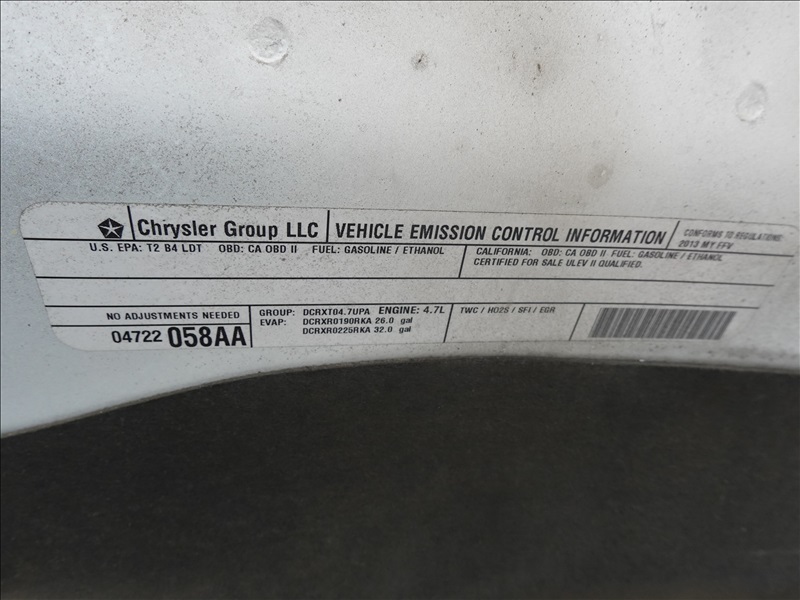 Chrysler Group LLC
VEHICLE EMISSION CONTROL INFORMATION
CONFORMS TO REGULATIONS:
2013 MY FFV
U.S. EPA: T2 B4 LDT OBD: CA OBD II FUEL: GASOLINE / ETHANOL
CALIFORNIA: OBD: CA OBD II FUEL: GASOLINE / ETHANOL
CERTIFIED FOR SALE ULEV II QUALIFIED.
NO ADJUSTMENTS NEEDED
04722 058AA
GROUP: DCRXT04.7UPA ENGINE: 4.7L
EVAP: DCRXR0190RKA 26.0 gal
DCRXR0225RKA 32.0 gal
TWC / HO2S / SFI / EGR